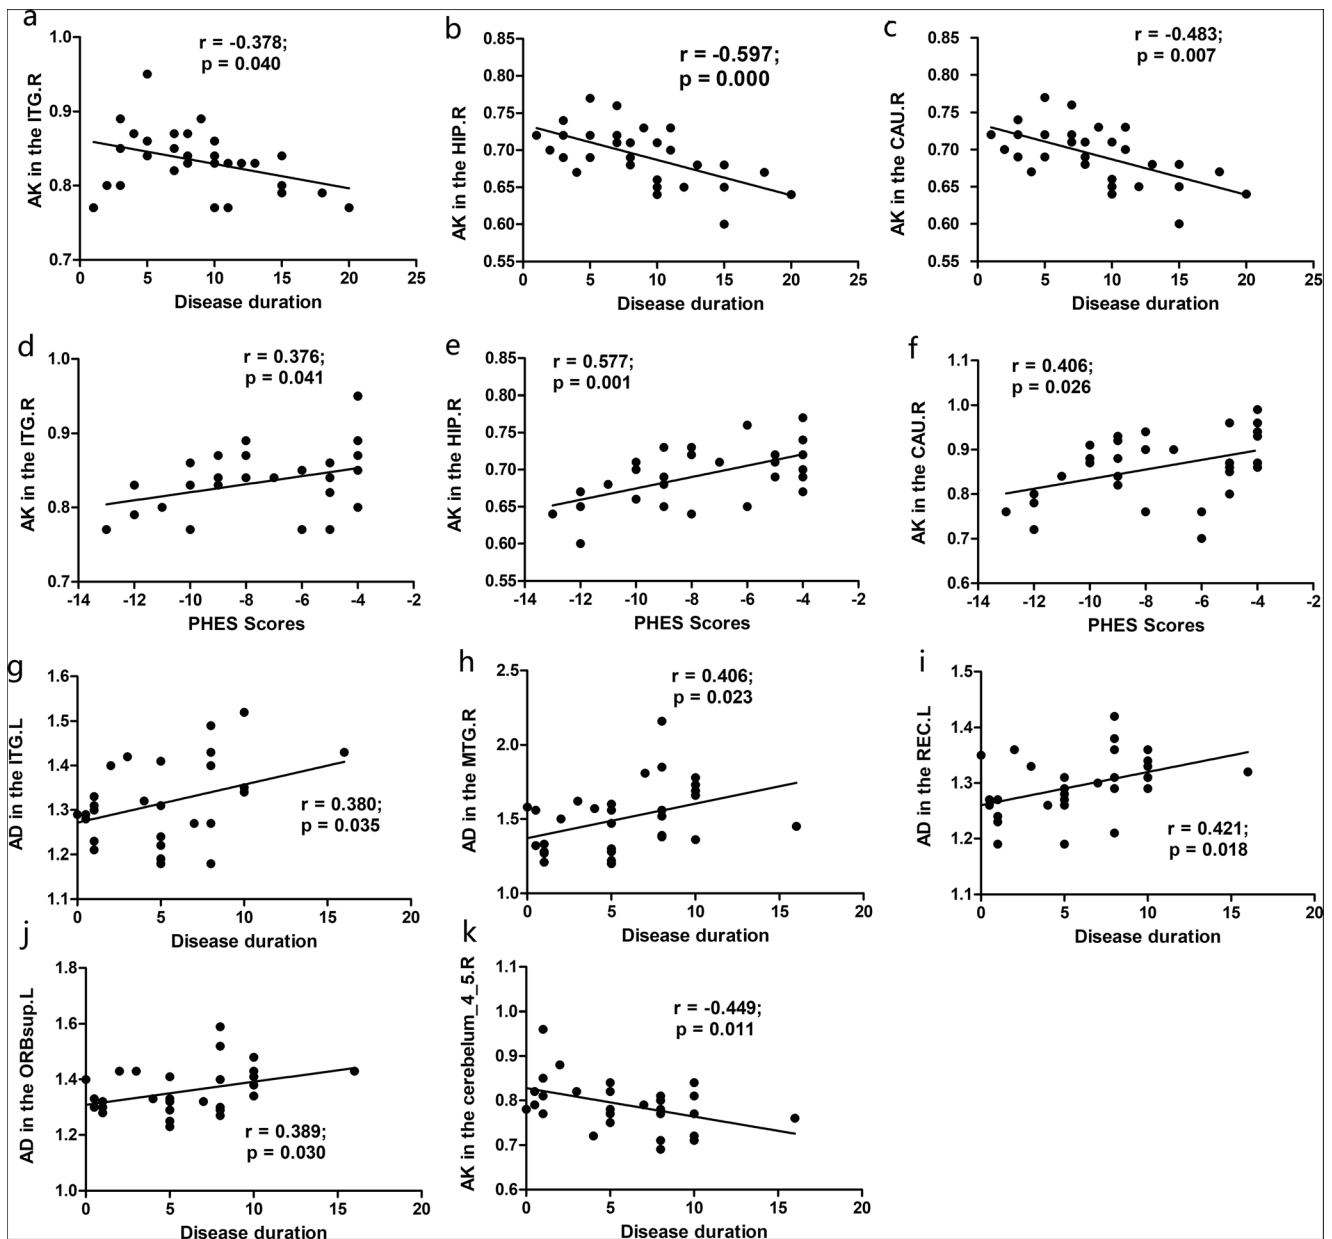 a
r = -0.378;
p = 0.040
AK in the ITG.R
1.0
0.9
0.8
0.7
0 5 10 15 20 25
Disease duration
b
r = -0.597;
p = 0.000
AK in the HIP.R
0.85
0.80
0.75
0.70
0.65
0.60
0.55
0 5 10 15 20 25
Disease duration
c
r = -0.483;
p = 0.007
AK in the CAU.R
0.85
0.80
0.75
0.70
0.65
0.60
0.55
0 5 10 15 20 25
Disease duration
d
r = 0.376;
p = 0.041
AK in the ITG.R
1.0
0.9
0.8
0.7
-14 -12 -10 -8 -6 -4 -2
PHES Scores
e
r = 0.577;
p = 0.001
AK in the HIP.R
0.85
0.80
0.75
0.70
0.65
0.60
0.55
-14 -12 -10 -8 -6 -4 -2
PHES Scores
f
r = 0.406;
p = 0.026
AK in the CAU.R
1.1
1.0
0.9
0.8
0.7
0.6
-14 -12 -10 -8 -6 -4 -2
PHES Scores
g
r = 0.380;
p = 0.035
AD in the ITG.L
1.6
1.5
1.4
1.3
1.2
1.1
0 5 10 15 20
Disease duration
h
r = 0.406;
p = 0.023
AD in the MTG.R
2.5
2.0
1.5
1.0
0 5 10 15 20
Disease duration
i
r = 0.421;
p = 0.018
AD in the REC.L
1.5
1.4
1.3
1.2
1.1
0 5 10 15 20
Disease duration
j
r = 0.389;
p = 0.030
AD in the ORBsup.L
1.8
1.6
1.4
1.2
1.0
0 5 10 15 20
Disease duration
k
r = -0.449;
p = 0.011
AK in the cerebelum_4_5.R
1.1
1.0
0.9
0.8
0.7
0.6
0 5 10 15 20
Disease duration